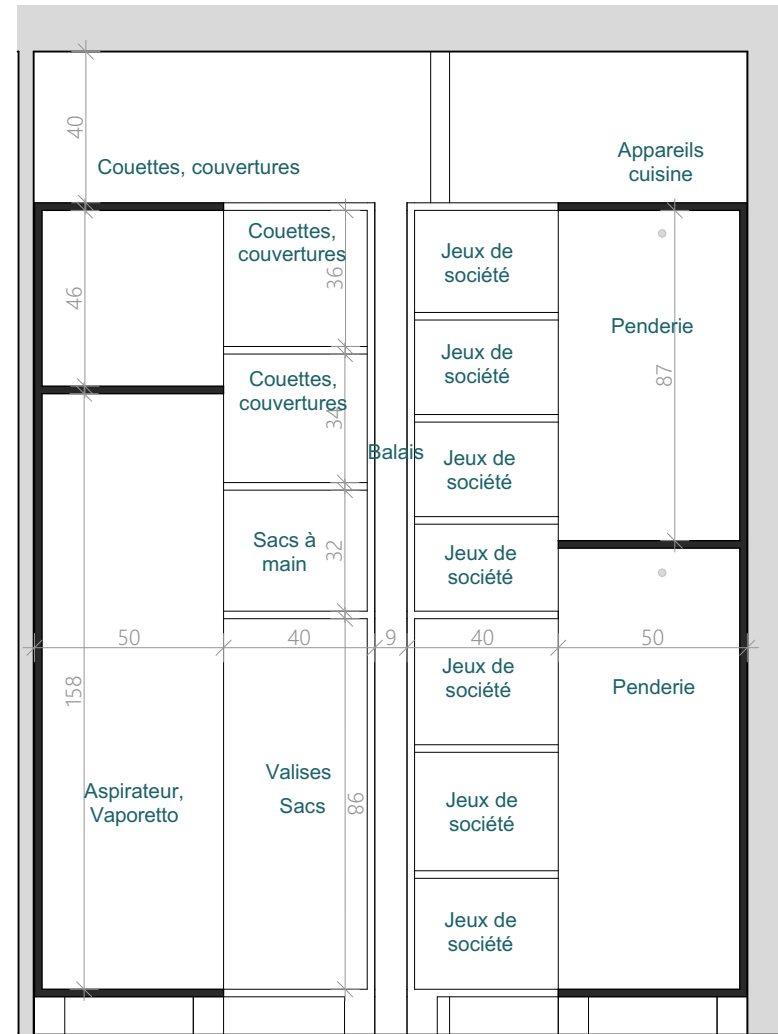 40
Couettes, couvertures
Appareils
cuisine
46
Couettes,
couvertures
36
Jeux de
société
Penderie
87
Couettes,
couvertures
34
Jeux de
société
Balais
Jeux de
société
Sacs à
main
32
Jeux de
société
50
40
9
40
50
158
Aspirateur,
Vaporetto
Valises
Sacs
86
Jeux de
société
Penderie
Jeux de
société
Jeux de
société